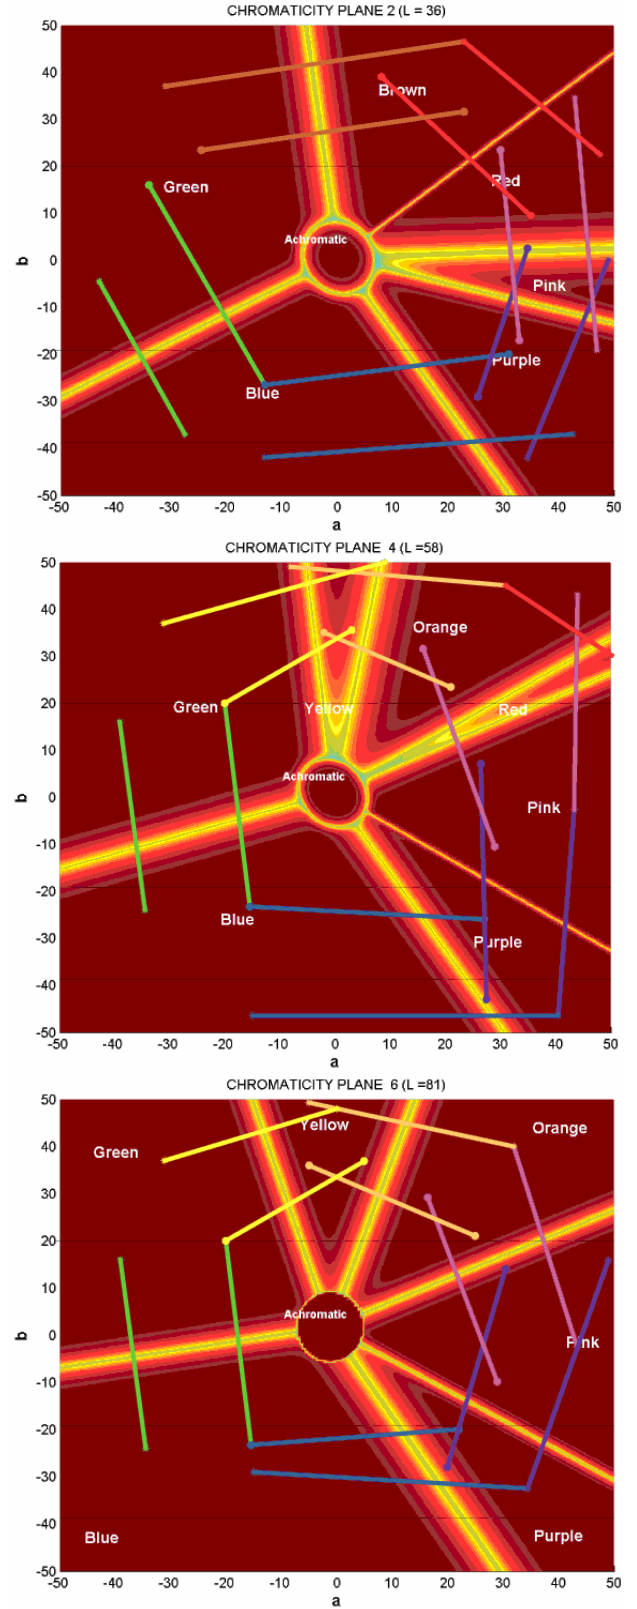 CHROMATICITY PLANE 2 (L = 36)
50
40
Brown
30
20
Red
Green
10
Achromatic
b
0
Pink
-10
-20
Purple
Blue
-30
-40
-50
-50 -40 -30 -20 -10 0 10 20 30 40 50
a
CHROMATICITY PLANE 4 (L =58)
50
40
Orange
30
20
Green Yellow Red
10
Achromatic
b
0
Pink
-10
-20
Blue
Purple
-30
-40
-50
-50 -40 -30 -20 -10 0 10 20 30 40 50
a
CHROMATICITY PLANE 6 (L =81)
50
Yellow Orange
40
Green
30
20
10
Achromatic
b
0
Pink
-10
-20
-30
-40
Blue Purple
-50
-50 -40 -30 -20 -10 0 10 20 30 40 50
a